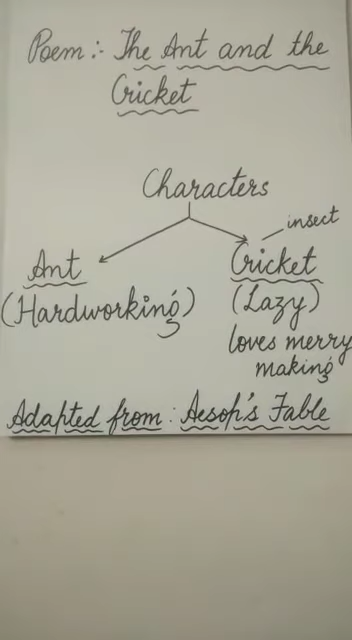 Poem :- The Ant and the
Cricket
Characters
insect
Ant
Cricket
(Hardworking)
(Lazy)
loves merry
making
Adapted from : Aesop's Fable